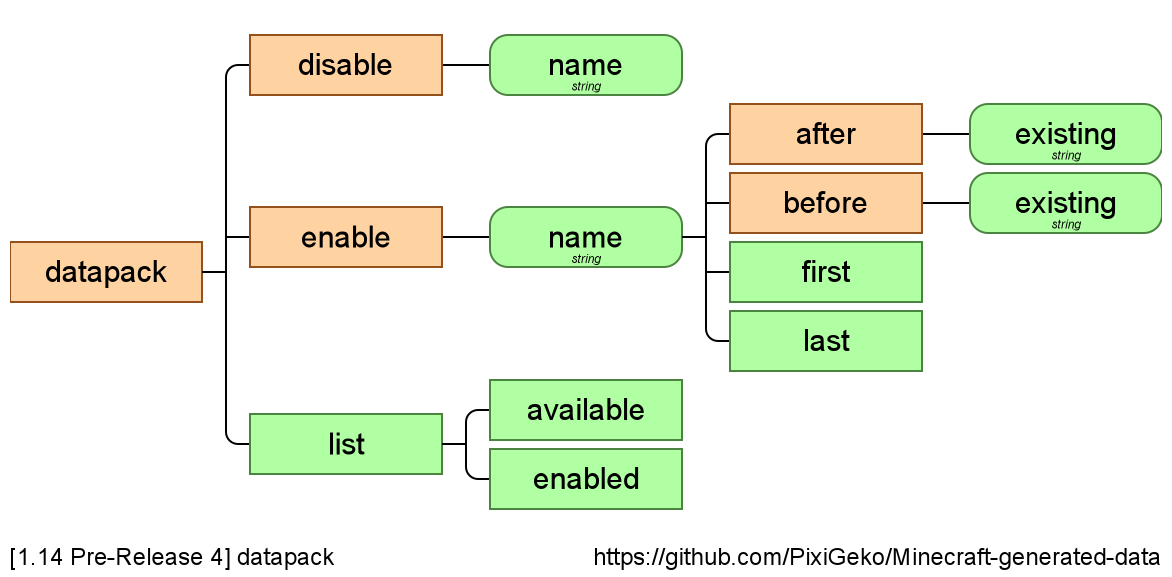 disable
name
string
after
existing
string
before
existing
string
enable
name
string
first
datapack
last
available
list
enabled
[1.14 Pre-Release 4] datapack
https://github.com/PixiGeko/Minecraft-generated-data